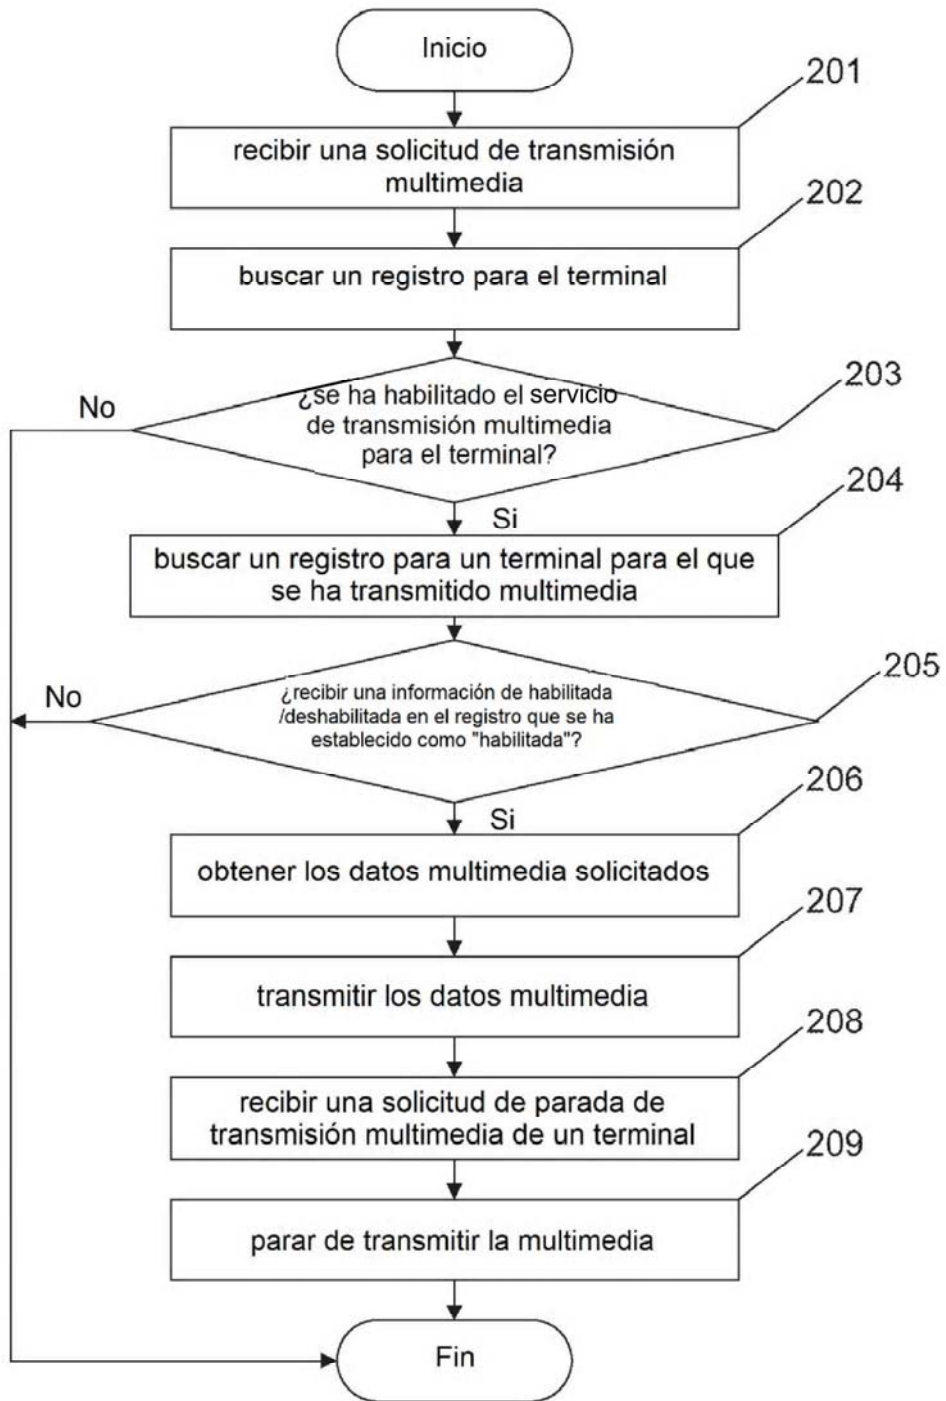 Inicio
201
recibir una solicitud de transmisión
multimedia
202
buscar un registro para el terminal
203
No
¿se ha habilitado el servicio
de transmisión multimedia
para el terminal?
204
Si
buscar un registro para un terminal para el que
se ha transmitido multimedia
205
No
¿recibir una información de habilitada
/deshabilitada en el registro que se ha
establecido como "habilitada"?
206
Si
obtener los datos multimedia solicitados
207
transmitir los datos multimedia
208
recibir una solicitud de parada de
transmisión multimedia de un terminal
209
parar de transmitir la multimedia
Fin